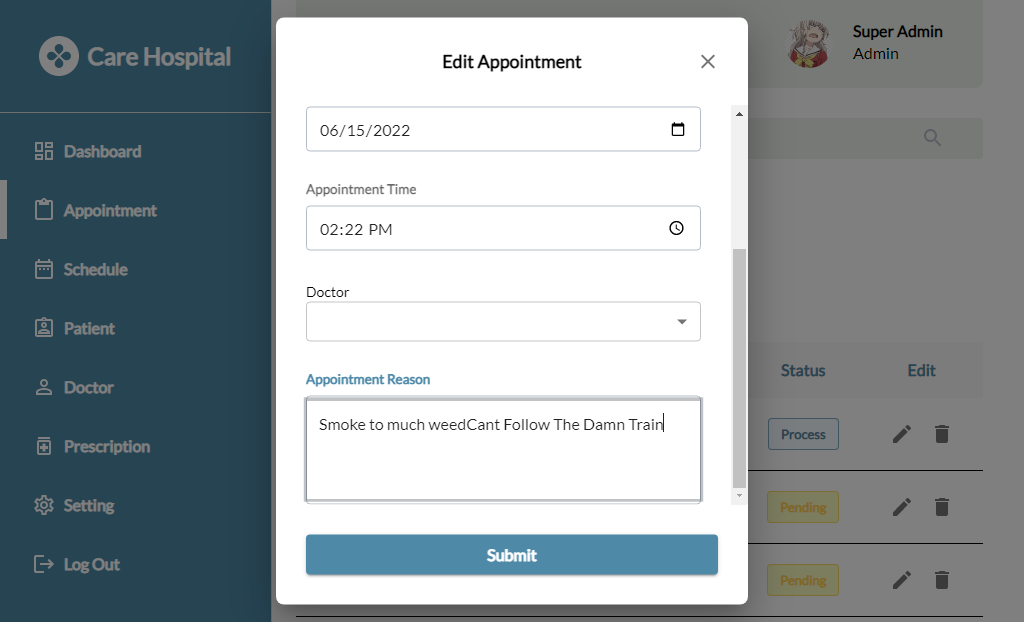 Care Hospital
Dashboard
Appointment
Schedule
Patient
Doctor
Prescription
Setting
Log Out
Edit Appointment
06/15/2022
Appointment Time
02:22 PM
Doctor
Appointment Reason
Smoke to much weedCant Follow The Damn Train
Submit
Super Admin
Admin
Status Edit
Process
Pending
Pending